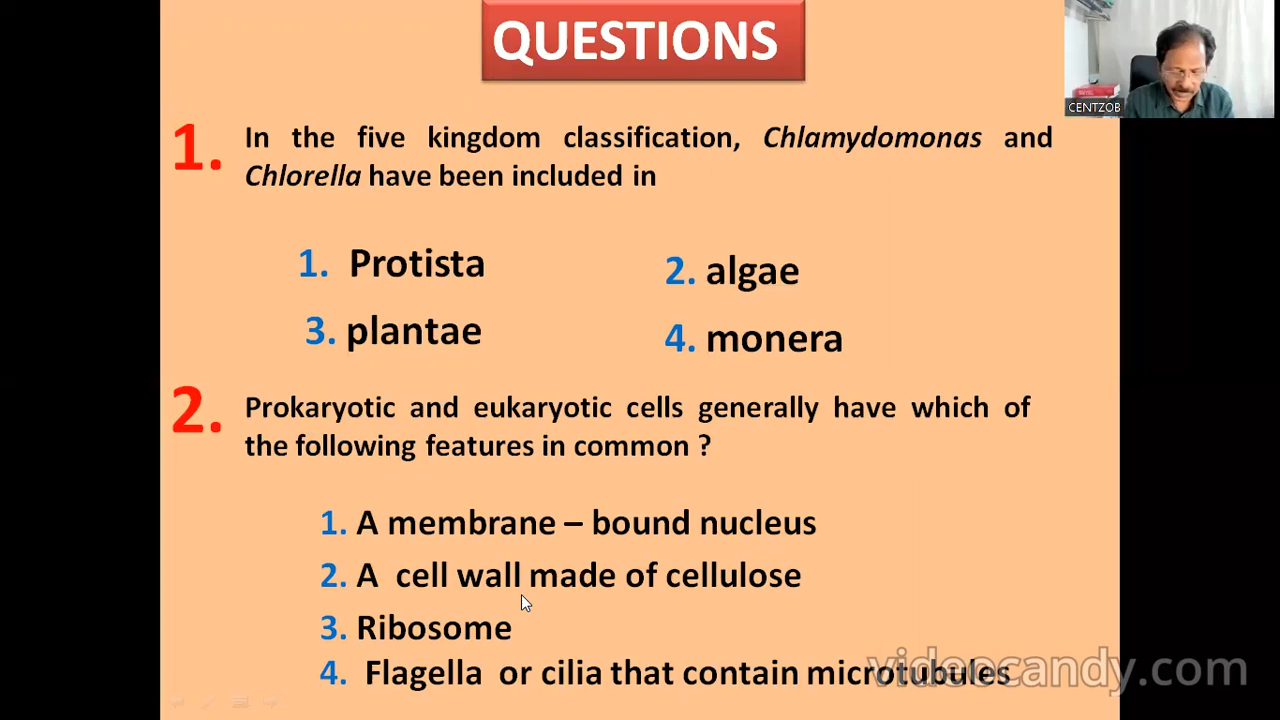 QUESTIONS
CENTZOB
1. In the five kingdom classification, Chlamydomonas and
Chlorella have been included in
1. Protista
2. algae
3. plantae
4. monera
2. Prokaryotic and eukaryotic cells generally have which of
the following features in common ?
1. A membrane – bound nucleus
2. A cell wall made of cellulose
3. Ribosome
4. Flagella or cilia that contain microtubules
videocandy.com